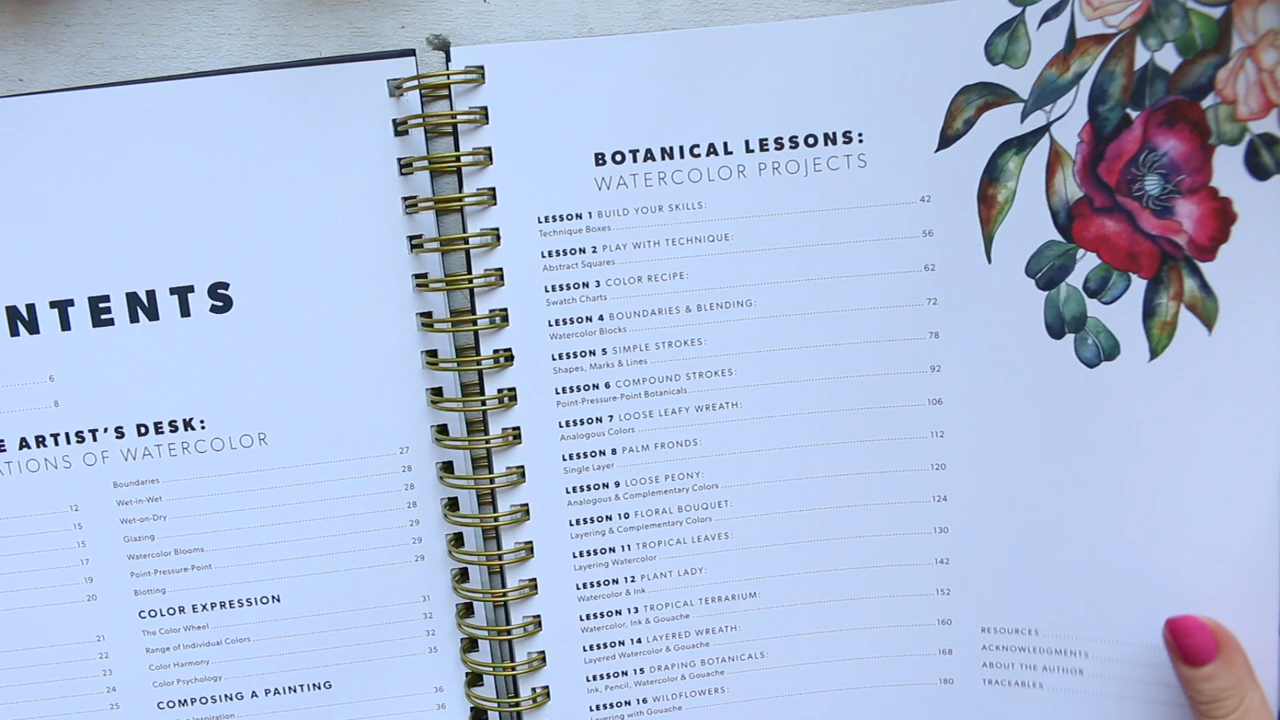 NTENTS
6
8
E ARTIST'S DESK:
ATIONS OF WATERCOLOR
12
15
15
17
19
20
21
22
23
24
25
Boundaries 27
Wet-in-Wet 28
Wet-on-Dry 28
Glazing 28
Watercolor Blooms 29
Point-Pressure-Point 29
Blotting 29
COLOR EXPRESSION
The Color Wheel 31
Range of Individual Colors 32
Color Harmony 32
Color Psychology 35
COMPOSING A PAINTING
Inspiration 36
36
BOTANICAL LESSONS:
WATERCOLOR PROJECTS
LESSON 1 BUILD YOUR SKILLS:
Technique Boxes 42
LESSON 2 PLAY WITH TECHNIQUE:
Abstract Squares 56
LESSON 3 COLOR RECIPE:
Swatch Charts 62
LESSON 4 BOUNDARIES & BLENDING:
Watercolor Blocks 72
LESSON 5 SIMPLE STROKES:
Shapes, Marks & Lines 78
LESSON 6 COMPOUND STROKES:
Point-Pressure-Point Botanicals 92
LESSON 7 LOOSE LEAFY WREATH:
Analogous Colors 106
LESSON 8 PALM FRONDS:
Single Layer 112
LESSON 9 LOOSE PEONY:
Analogous & Complementary Colors 120
LESSON 10 FLORAL BOUQUET:
Layering & Complementary Colors 124
LESSON 11 TROPICAL LEAVES:
Layering Watercolor 130
LESSON 12 PLANT LADY:
Watercolor & Ink 142
LESSON 13 TROPICAL TERRARIUM:
Watercolor, Ink & Gouache 152
LESSON 14 LAYERED WREATH:
Layered Watercolor & Gouache 160
LESSON 15 DRAPING BOTANICALS:
Ink, Pencil, Watercolor & Gouache 168
LESSON 16 WILDFLOWERS:
Layering with Gouache 180
RESOURCES
ACKNOWLEDGMENTS
ABOUT THE AUTHOR
TRACEABLES